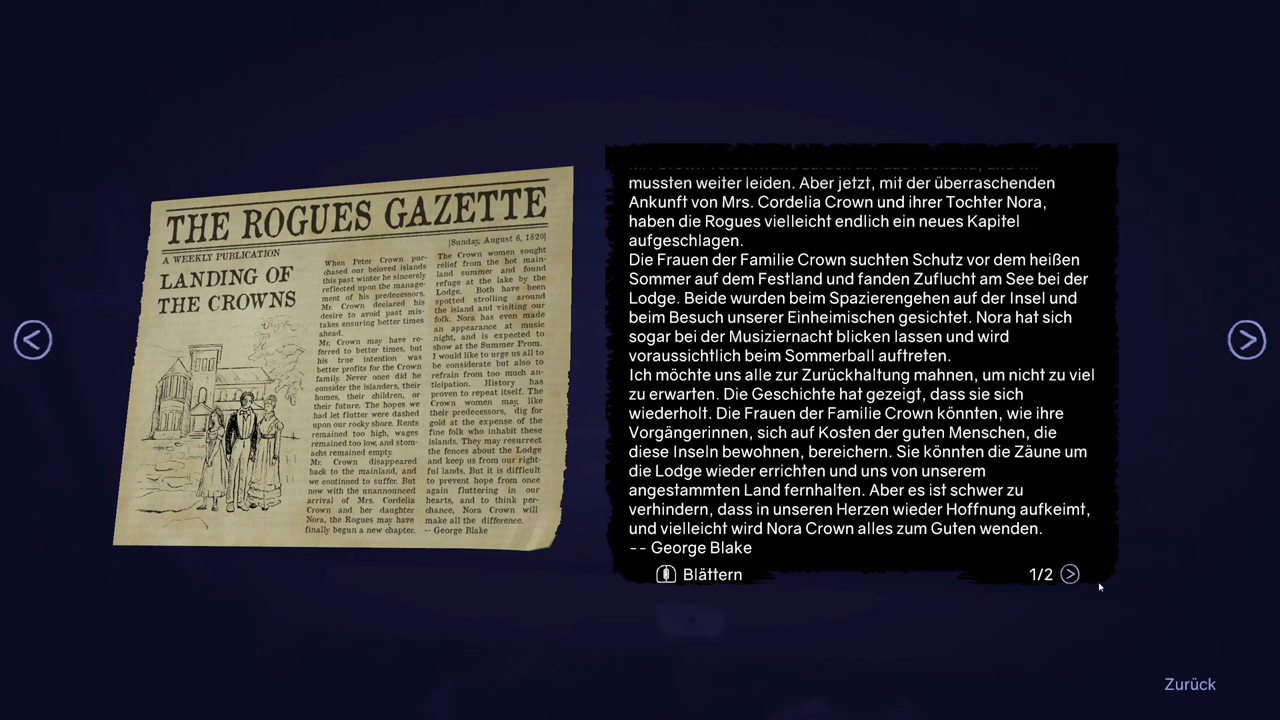 THE ROGUES GAZETTE
A WEEKLY PUBLICATION
[Sunday, August 6, 1820]
LANDING OF
THE CROWNS
When Peter Crown pur-
chased our beloved islands
this past winter he sincerely
reflected upon the manage-
ment of his predecessors.
Mr. Crown declared his
desire to avoid past mis-
takes ensuring better times
ahead.
Mr. Crown may have re-
ferred to better times, but
his true intention was
better profits for the Crown
family. Never once did he
consider the islanders, their
homes, their children, or
their future. The hopes we
had let flutter were dashed
upon our rocky shore. Rents
remained too high, wages
remained too low, and stom-
achs remained empty.
Mr. Crown disappeared
back to the mainland, and
we continued to suffer. But
now with the unannounced
arrival of Mrs. Cordelia
Crown and her daughter
Nora, the Rogues may have
finally begun a new chapter.
The Crown women sought
relief from the hot main-
land summer and found
refuge at the lake by the
Lodge. Both have been
spotted strolling around
the island and visiting our
folk. Nora has even made
an appearance at music
night, and is expected to
show at the Summer Prom.
I would like to urge us all to
be considerate but also to
refrain from too much an-
ticipation. History has
proven to repeat itself. The
Crown women may, like
their predecessors, dig for
gold at the expense of the
fine folk who inhabit these
islands. They may resurrect
the fences about the Lodge
and keep us from our right-
ful lands. But it is difficult
to prevent hope from once
again fluttering in our
hearts, and to think per-
chance, Nora Crown will
make all the difference.
-- George Blake
mussten weiter leiden. Aber jetzt, mit der überraschenden
Ankunft von Mrs. Cordelia Crown und ihrer Tochter Nora,
haben die Rogues vielleicht endlich ein neues Kapitel
aufgeschlagen.
Die Frauen der Familie Crown suchten Schutz vor dem heißen
Sommer auf dem Festland und fanden Zuflucht am See bei der
Lodge. Beide wurden beim Spazierengehen auf der Insel und
beim Besuch unserer Einheimischen gesichtet. Nora hat sich
sogar bei der Musiziernacht blicken lassen und wird
voraussichtlich beim Sommerball auftreten.
Ich möchte uns alle zur Zurückhaltung mahnen, um nicht zu viel
zu erwarten. Die Geschichte hat gezeigt, dass sie sich
wiederholt. Die Frauen der Familie Crown könnten, wie ihre
Vorgängerinnen, sich auf Kosten der guten Menschen, die
diese Inseln bewohnen, bereichern. Sie könnten die Zäune um
die Lodge wieder errichten und uns von unserem
angestammten Land fernhalten. Aber es ist schwer zu
verhindern, dass in unseren Herzen wieder Hoffnung aufkeimt,
und vielleicht wird Nora Crown alles zum Guten wenden.
-- George Blake
Blättern
1/2
Zurück